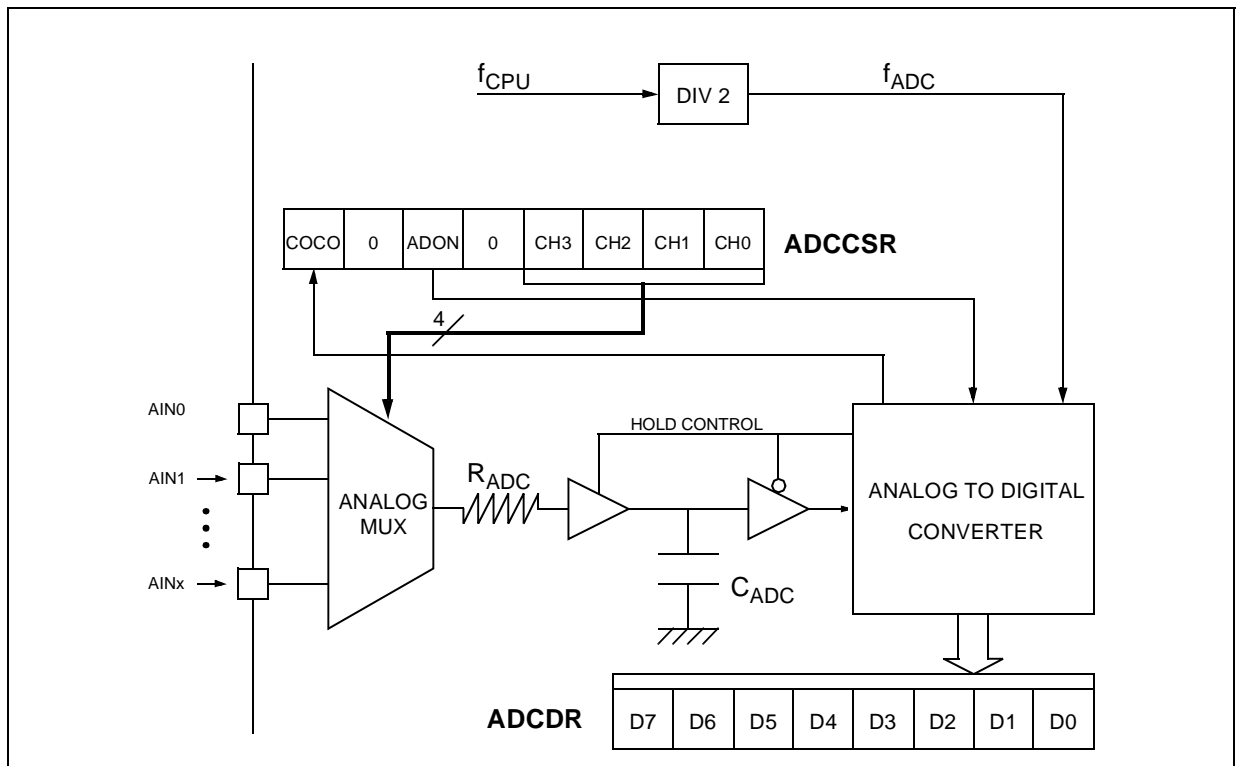 fCPU
DIV 2
fADC
COCO 0 ADON 0 CH3 CH2 CH1 CH0 ADCCSR
4
AIN0
HOLD CONTROL
AIN1
RADC
ANALOG
MUX
ANALOG TO DIGITAL
CONVERTER
AINx
CADC
ADCDR D7 D6 D5 D4 D3 D2 D1 D0